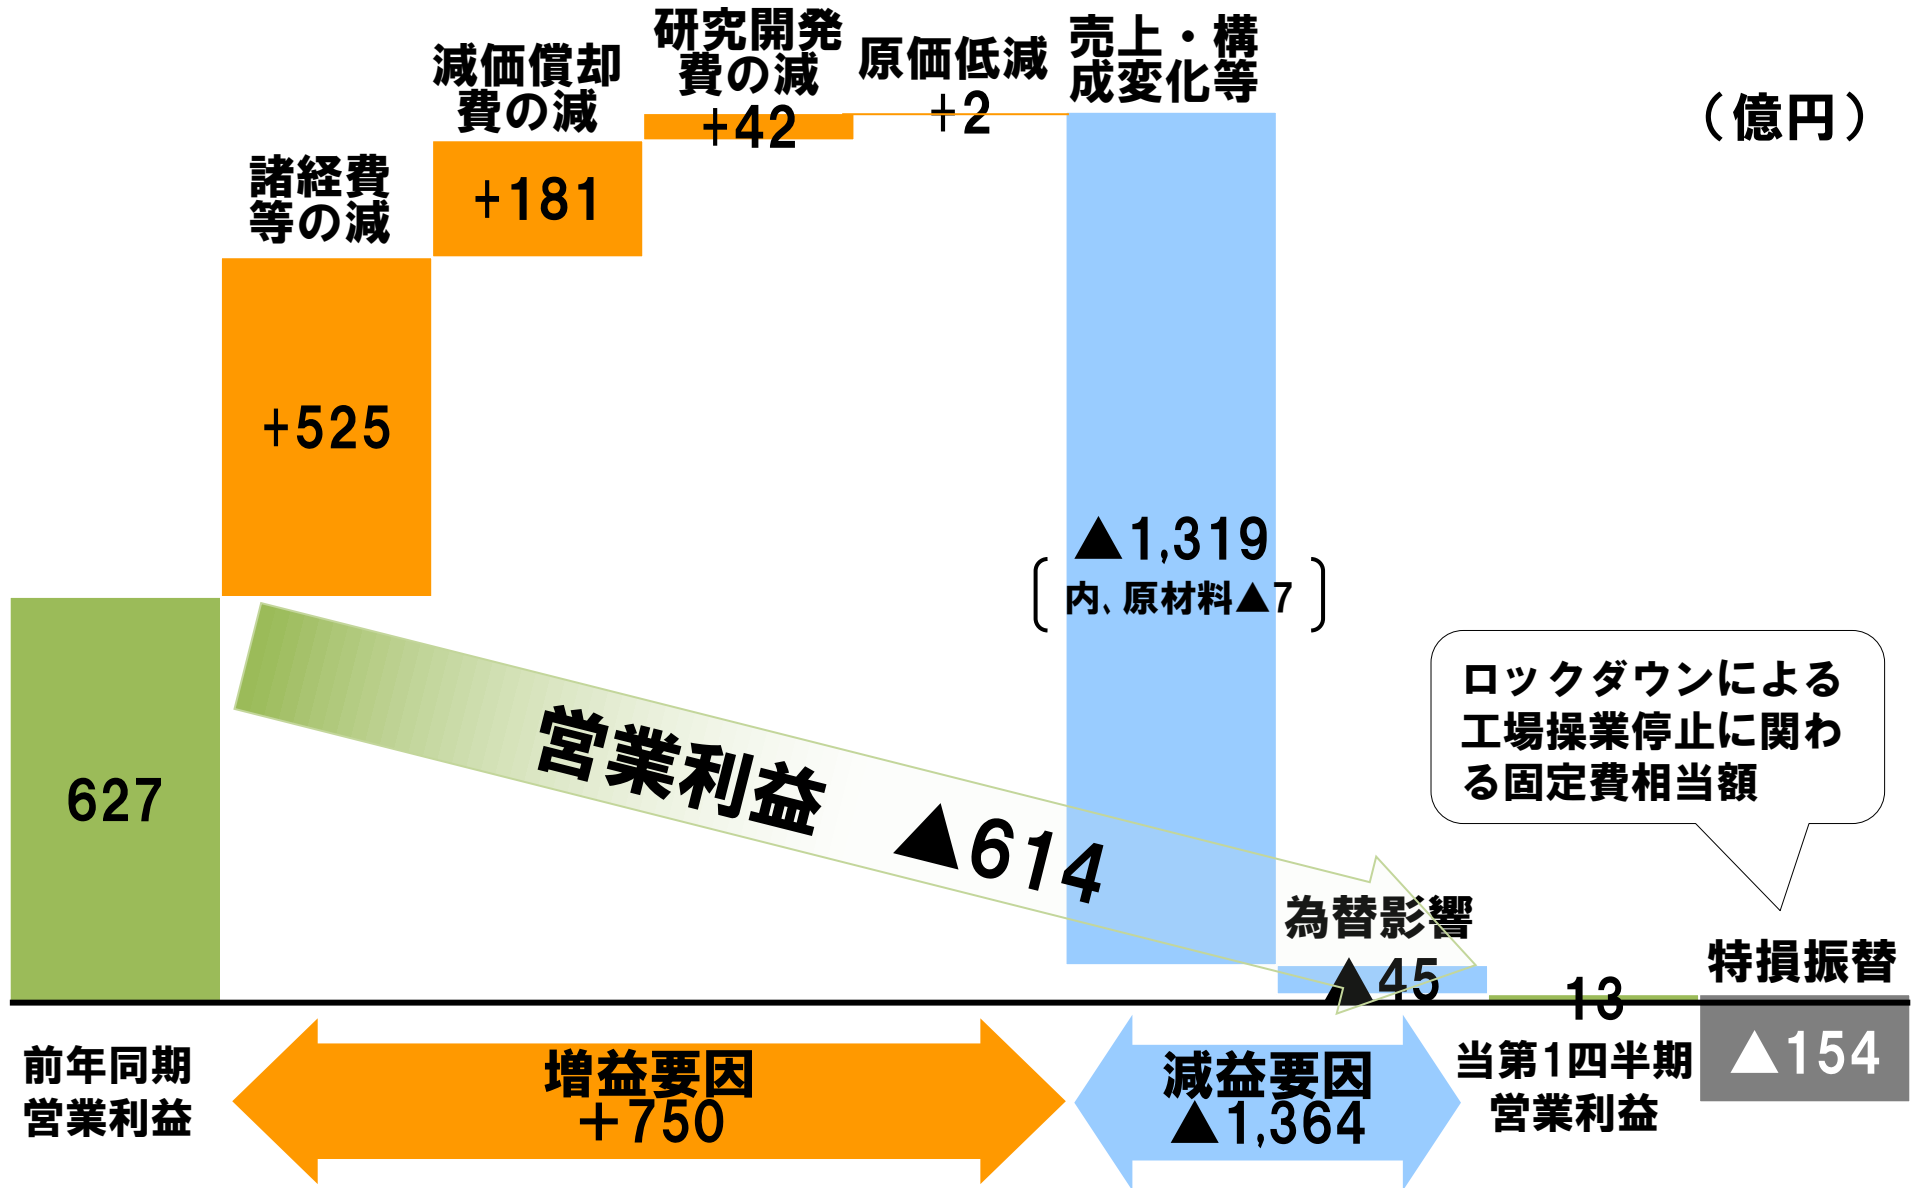 (億円)
諸経費
等の減
+525
減価償却
費の減
+181
研究開発
費の減
+42
原価低減
+2
売上・構
成変化等
▲1,319
内、原材料▲7
627
営業利益 ▲614
為替影響
▲45
13
ロックダウンによる
工場操業停止に関わ
る固定費相当額
特損振替
▲154
前年同期
営業利益
増益要因
+750
減益要因
▲1,364
当第1四半期
営業利益